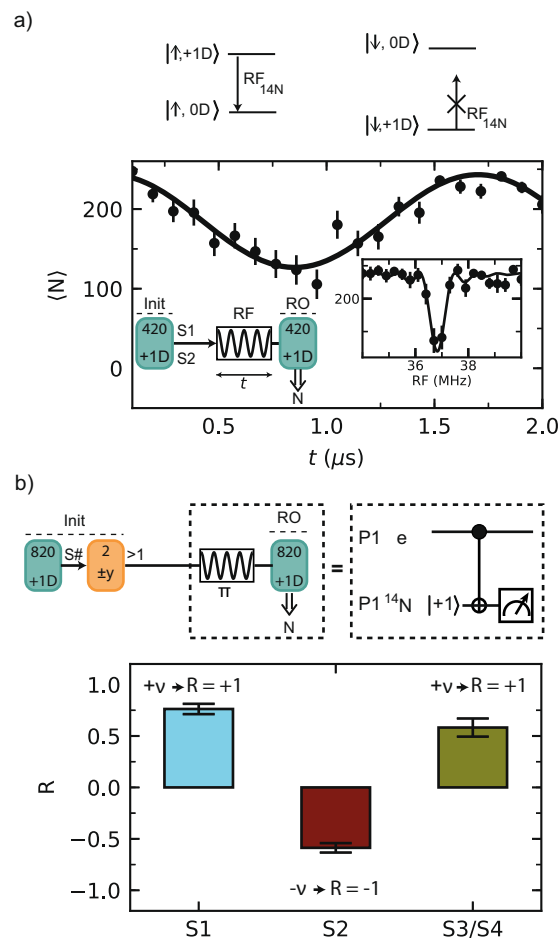 a)
|↑,+1D⟩
RF14N
|↑, 0D⟩
|↓, 0D⟩
RF14N
|↓,+1D⟩
200
100
0
⟨N⟩
Init
RF
RO
420
+1D
S1
S2
420
+1D
t
N
200
36
38
RF (MHz)
0.5
1.0
1.5
2.0
t (μs)
b)
Init
820
+1D
S#
2
±y
>1
π
RO
820
+1D
N
=
P1 e
P1 14N |+1⟩
+ν → R = +1
+ν → R = +1
-ν → R = -1
1.0
0.5
0.0
−0.5
−1.0
R
S1
S2
S3/S4